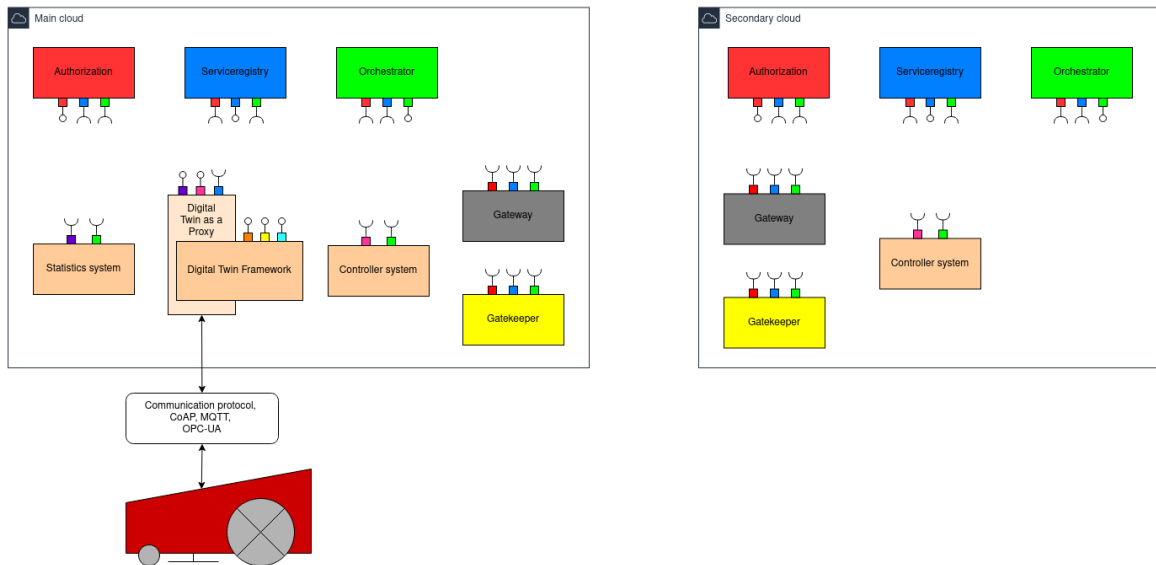 Main cloud
Authorization
Serviceregistry
Orchestrator
Digital
Twin as a
Proxy
Statistics system
Digital Twin Framework
Controller system
Gateway
Gatekeeper
Communication protocol,
CoAP, MQTT,
OPC-UA
Secondary cloud
Authorization
Serviceregistry
Orchestrator
Gateway
Controller system
Gatekeeper